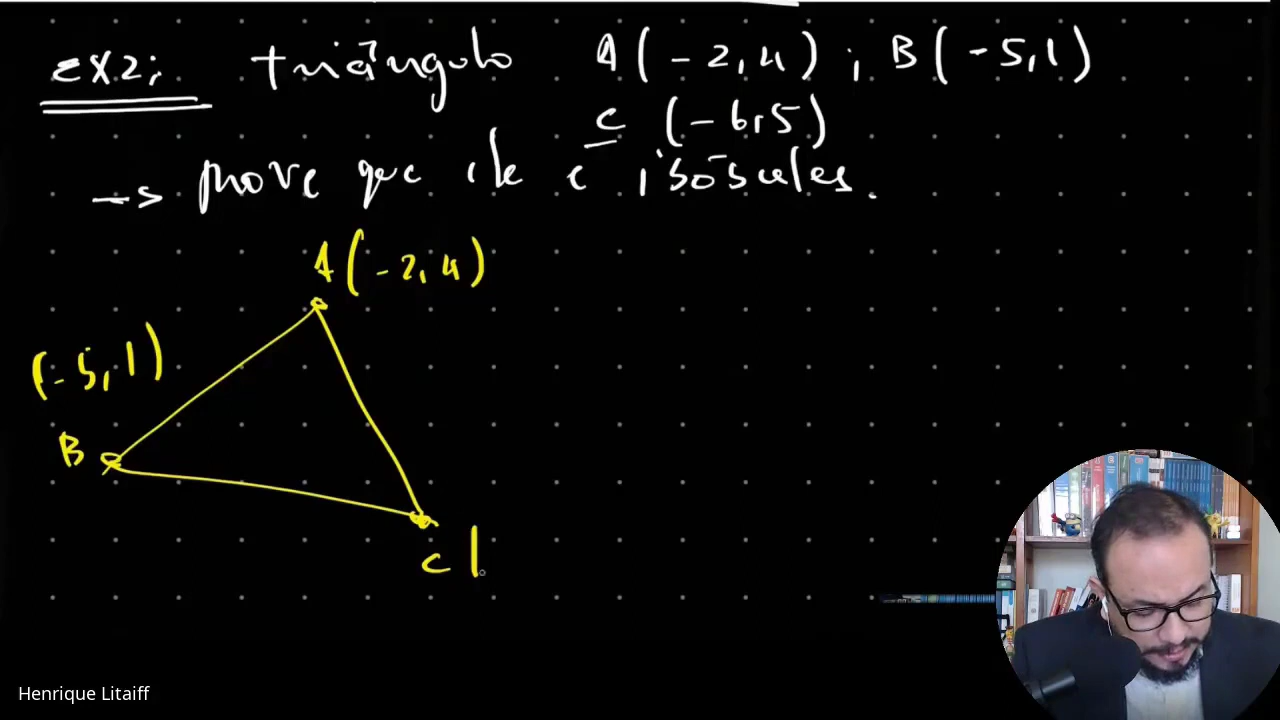 ex2: triângulo A(-2,4) ; B(-5,1)
C (-6,5)
-> prove que ele é isósceles.
A(-2,4)
(-5,1)
B
C (
Henrique Litaiff